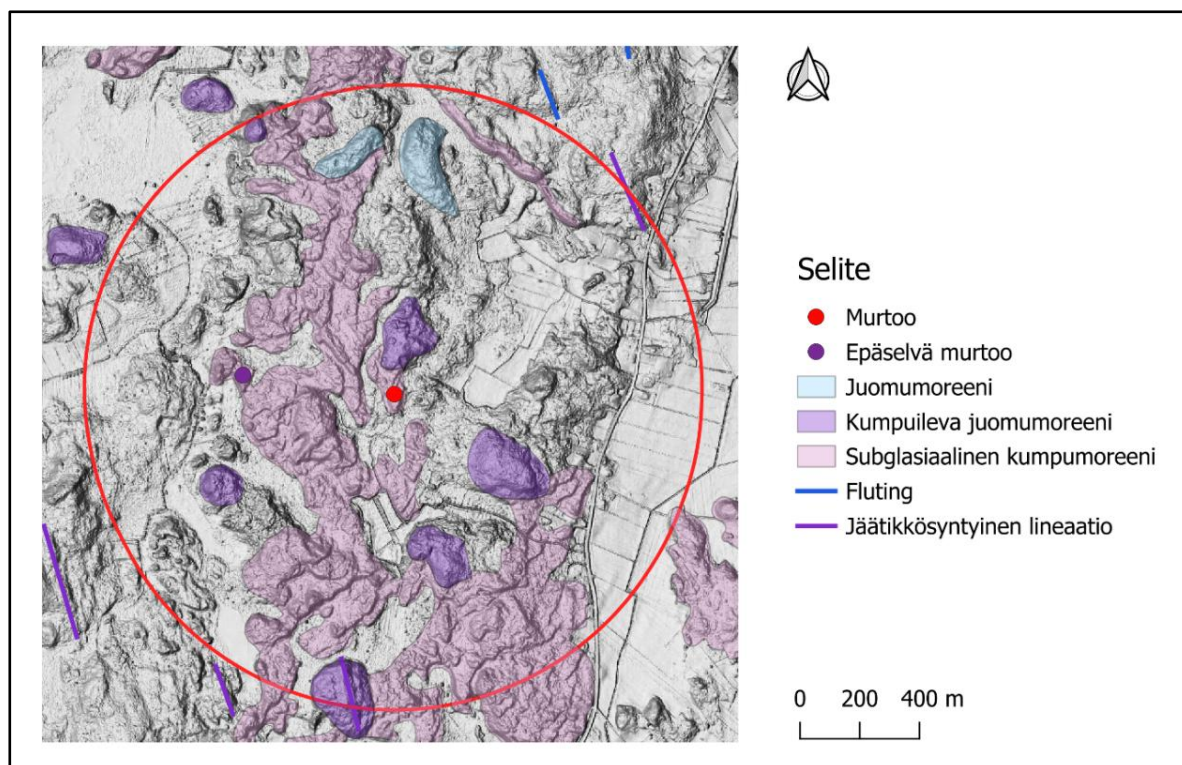 Selite
Murtoo
Epäselvä murtoo
Juomumoreeni
Kumpuileva juomumoreeni
Subglasiaalinen kumpumoreeni
Fluting
Jäätikkösyntyinen lineaatio
0 200 400 m